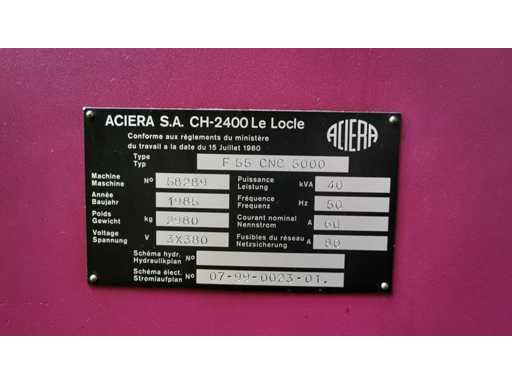 ACIERA S.A. CH-2400 Le Locle
ACIERA
Conforme aux règlements du ministère
du travail a la date du 15 Juillet 1980
Type
Typ
F 55 CNC 5000
Machine
Maschine
Nº 58289
Puissance
Leistung
kVA 40
Année
Baujahr
1985
Fréquence
Frequenz
Hz 50
Poids
Gewicht
kg 2980
Courant nominal
Nennstrom
A 60
Voltage
Spannung
V 3X380
Fusibles du réseau
Netzsicherung
A 80
Schéma hydr.
Hydraulikplan
Nº
Schéma élect.
Stromlaufplan
Nº 07-99-0023-01.